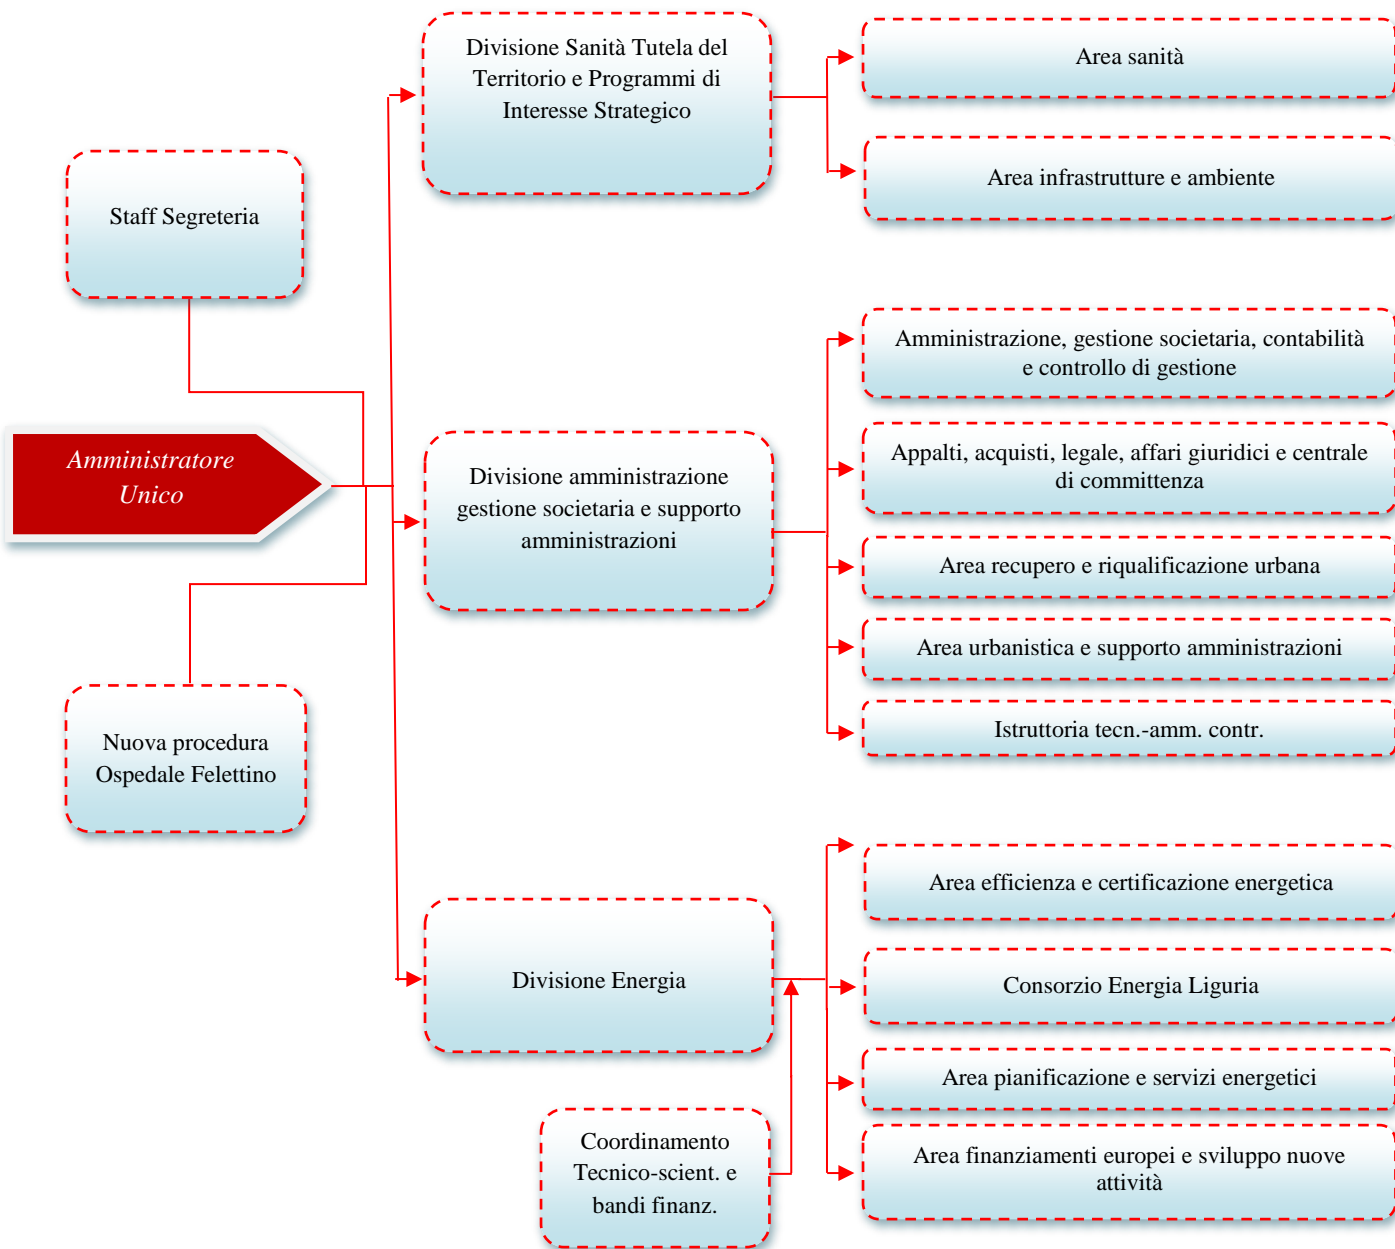 Divisione Sanità Tutela del
Territorio e Programmi di
Interesse Strategico
Area sanità
Area infrastrutture e ambiente
Staff Segreteria
Amministratore
Unico
Nuova procedura
Ospedale Felettino
Divisione amministrazione
gestione societaria e supporto
amministrazioni
Amministrazione, gestione societaria, contabilità
e controllo di gestione
Appalti, acquisti, legale, affari giuridici e centrale
di committenza
Area recupero e riqualificazione urbana
Area urbanistica e supporto amministrazioni
Istruttoria tecn.-amm. contr.
Divisione Energia
Coordinamento
Tecnico-scient. e
bandi finanz.
Area efficienza e certificazione energetica
Consorzio Energia Liguria
Area pianificazione e servizi energetici
Area finanziamenti europei e sviluppo nuove
attività